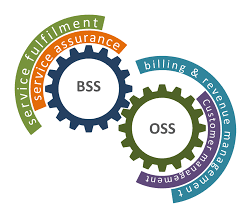 service fulfilment
service assurance
BSS
billing & revenue management
Customer management
OSS